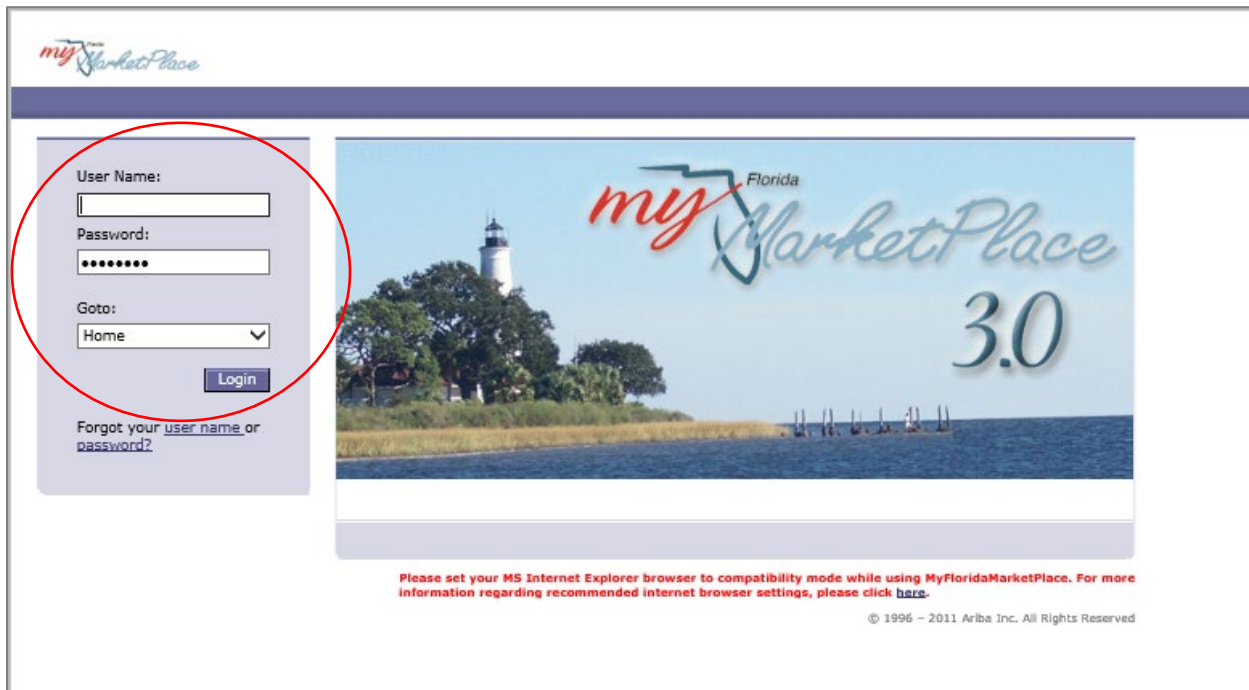 my Florida MarketPlace
User Name:
Password:
••••••••
Goto:
Home
Login
Forgot your user name or
password?
my Florida
MarketPlace
3.0
Please set your MS Internet Explorer browser to compatibility mode while using MyFloridaMarketPlace. For more
information regarding recommended internet browser settings, please click here.
© 1996 – 2011 Ariba Inc. All Rights Reserved